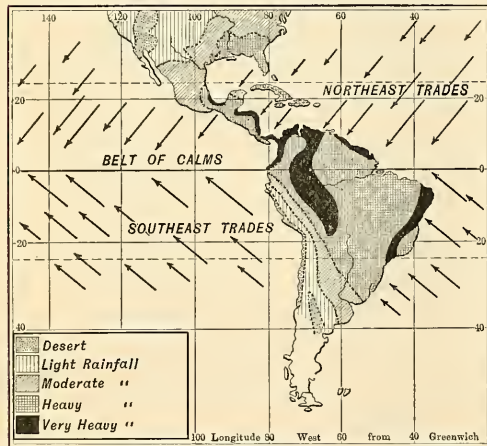 140 120 100 80 60 40
NORTHEAST TRADES
20 20
BELT OF CALMS
0 0
SOUTHEAST TRADES
20 20
40 40
Desert
Light Rainfall
Moderate "
Heavy "
Very Heavy "
100 Longitude 80 West 60 from 40 Greenwich